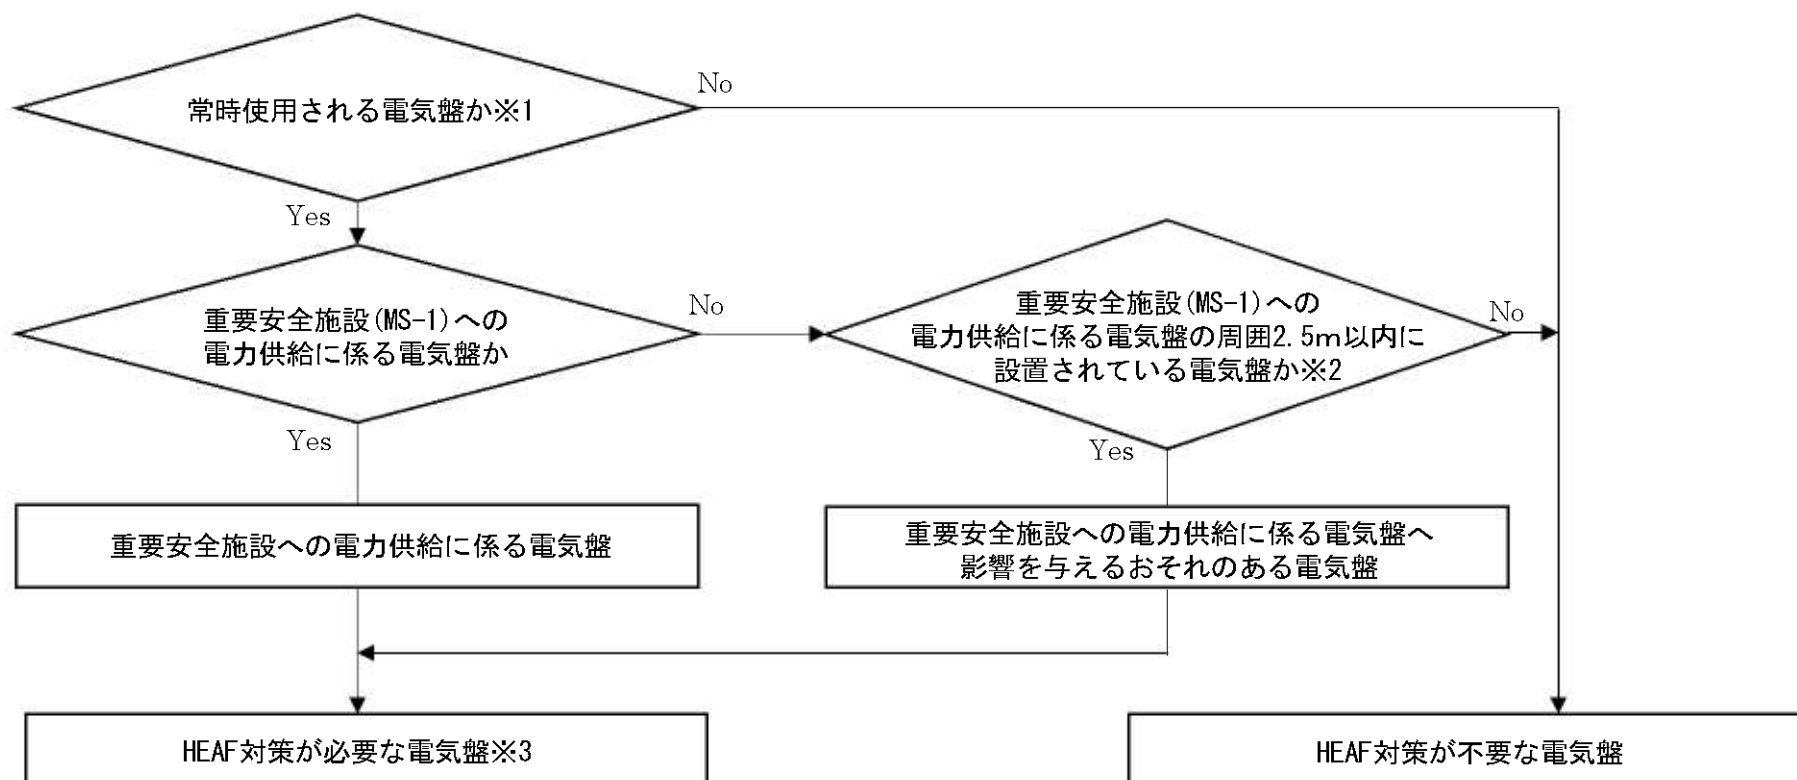 常時使用される電気盤か※1
No
Yes
重要安全施設(MS-1)への
電力供給に係る電気盤か
No
重要安全施設(MS-1)への
電力供給に係る電気盤の周囲2.5m以内に
設置されている電気盤か※2
No
Yes
Yes
重要安全施設への電力供給に係る電気盤
重要安全施設への電力供給に係る電気盤へ
影響を与えるおそれのある電気盤
HEAF対策が必要な電気盤※3
HEAF対策が不要な電気盤